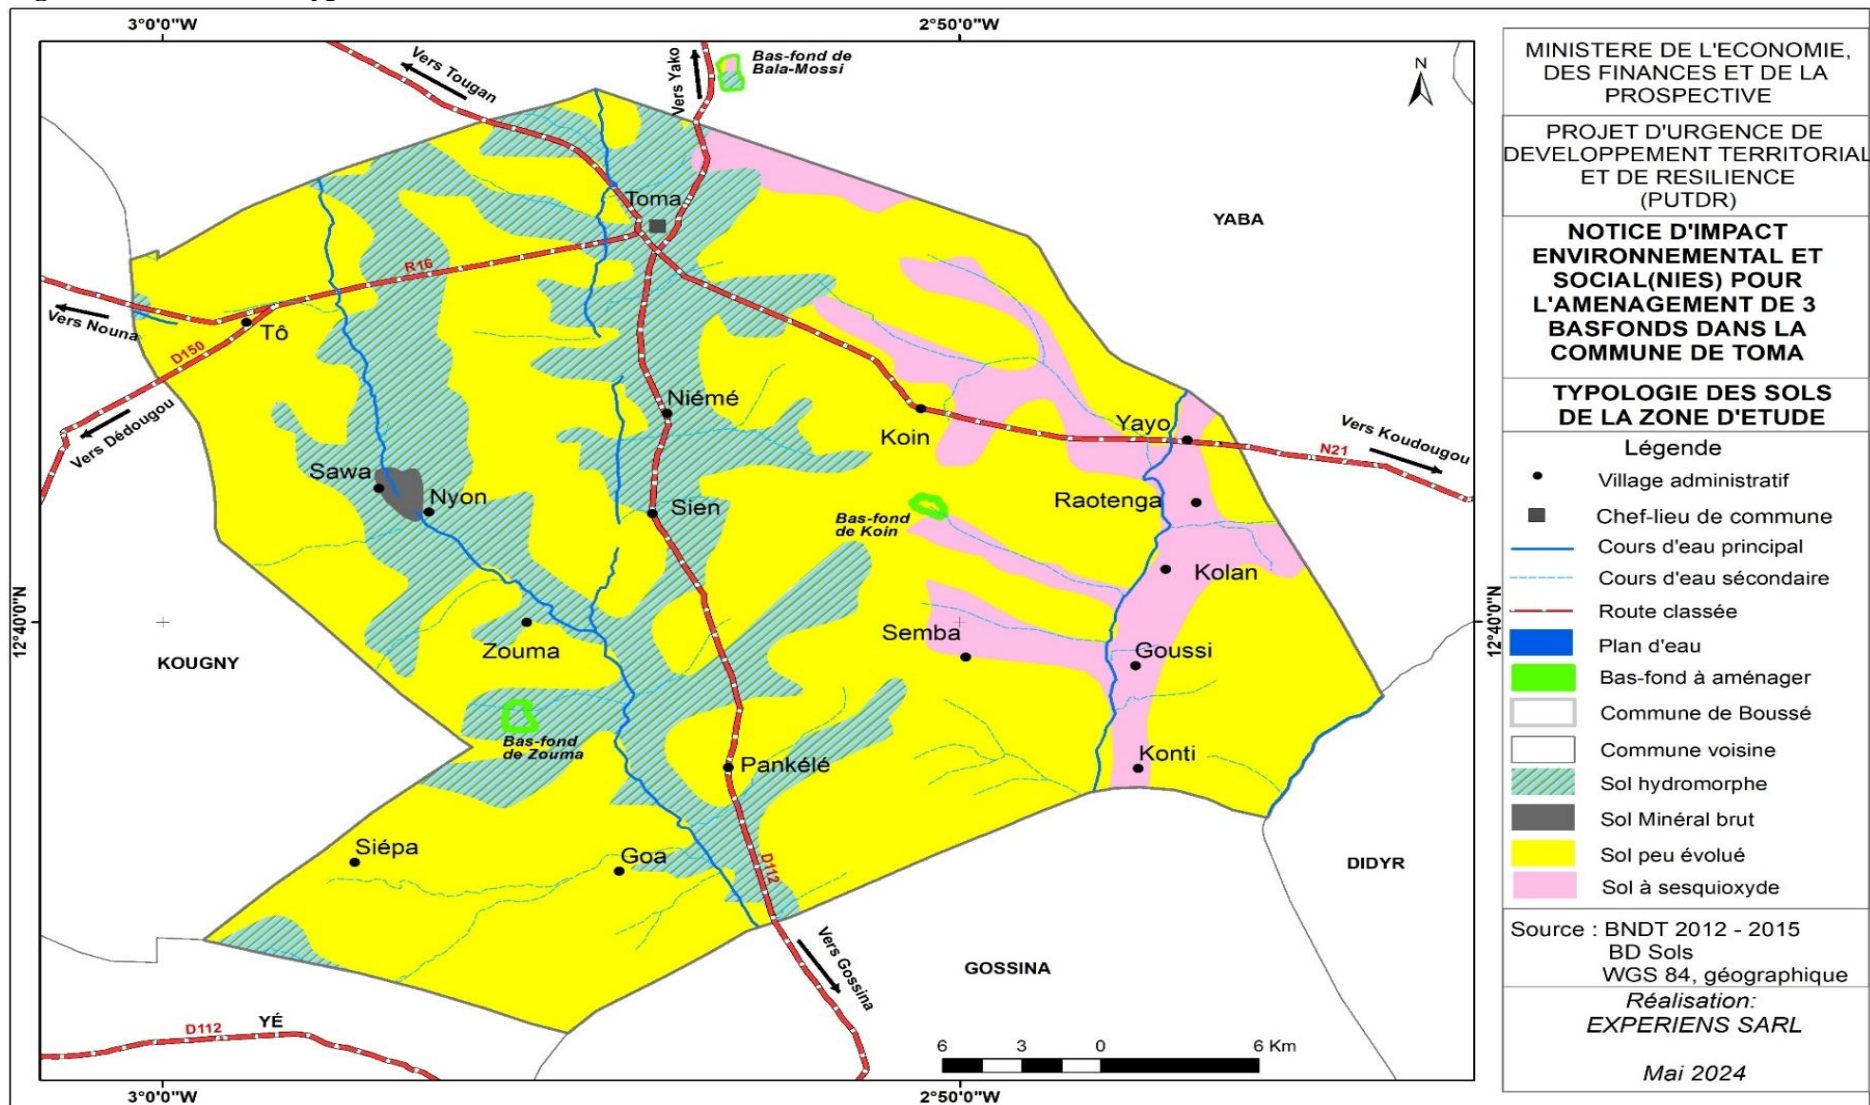 3°0'0"W
2°50'0"W
Vers Tougan
Vers Yako
Bas-fond de
Bala-Mossi
N
Toma
YABA
R16
Vers Nouna
Tô
D150
Vers Dédougou
Niémé
Koin
Yayo
Vers Koudougou
N21
Sawa
Nyon
Sien
Bas-fond
de Koin
Raotenga
Kolan
12°40'0"N
12°40'0"N
KOUGNY
Zouma
Semba
Goussi
Bas-fond
de Zouma
Pankélé
Konti
Siépa
Goa
D112
DIDYR
Vers Gossina
GOSSINA
YÉ
D112
6 3 0 6 Km
3°0'0"W
2°50'0"W
MINISTERE DE L'ECONOMIE,
DES FINANCES ET DE LA
PROSPECTIVE
PROJET D'URGENCE DE
DEVELOPPEMENT TERRITORIAL
ET DE RESILIENCE
(PUTDR)
NOTICE D'IMPACT
ENVIRONNEMENTAL ET
SOCIAL(NIES) POUR
L'AMENAGEMENT DE 3
BASFONDS DANS LA
COMMUNE DE TOMA
TYPOLOGIE DES SOLS
DE LA ZONE D'ETUDE
Légende
Village administratif
Chef-lieu de commune
Cours d'eau principal
Cours d'eau sécondaire
Route classée
Plan d'eau
Bas-fond à aménager
Commune de Boussé
Commune voisine
Sol hydromorphe
Sol Minéral brut
Sol peu évolué
Sol à sesquioxyde
Source : BNDT 2012 - 2015
BD Sols
WGS 84, géographique
Réalisation:
EXPERIENS SARL
Mai 2024